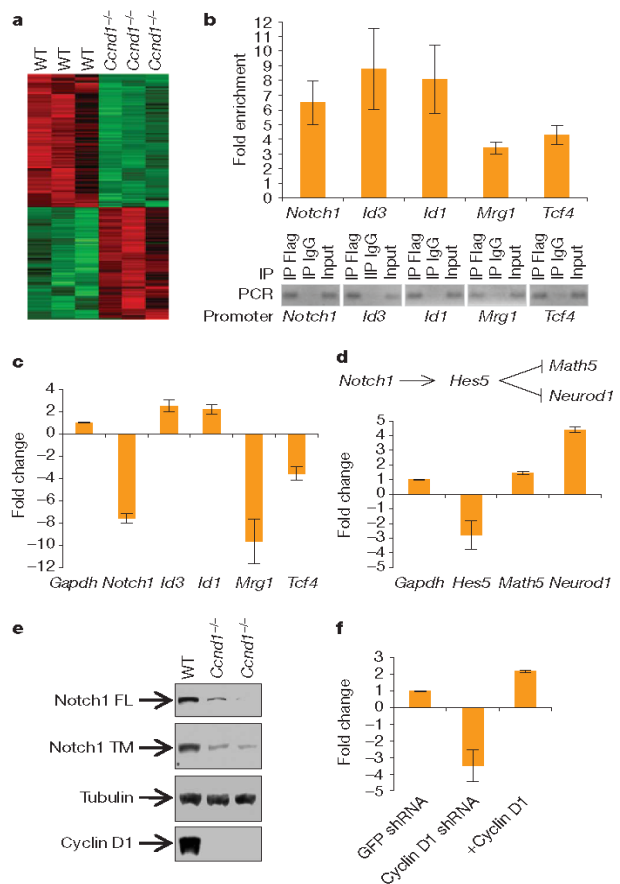 a
WT
WT
WT
Ccnd1–/–
Ccnd1–/–
Ccnd1–/–
b
Fold enrichment
12
11
10
9
8
7
6
5
4
3
2
1
0
Notch1 Id3 Id1 Mrg1 Tcf4
IP
IP Flag IP IgG Input IP Flag IIP IgG Input IP Flag IP IgG Input IP Flag IP IgG Input IP Flag IP IgG Input
PCR
Promoter Notch1 Id3 Id1 Mrg1 Tcf4
c
Fold change
4
2
0
–2
–4
–6
–8
–10
–12
Gapdh Notch1 Id3 Id1 Mrg1 Tcf4
d
Math5
Notch1 Hes5
Neurod1
Fold change
5
4
3
2
1
0
–1
–2
–3
–4
–5
Gapdh Hes5 Math5 Neurod1
e
WT Ccnd1–/– Ccnd1–/–
Notch1 FL
Notch1 TM
Tubulin
Cyclin D1
f
Fold change
3
2
1
0
–1
–2
–3
–4
–5
GFP shRNA
Cyclin D1 shRNA
+Cyclin D1